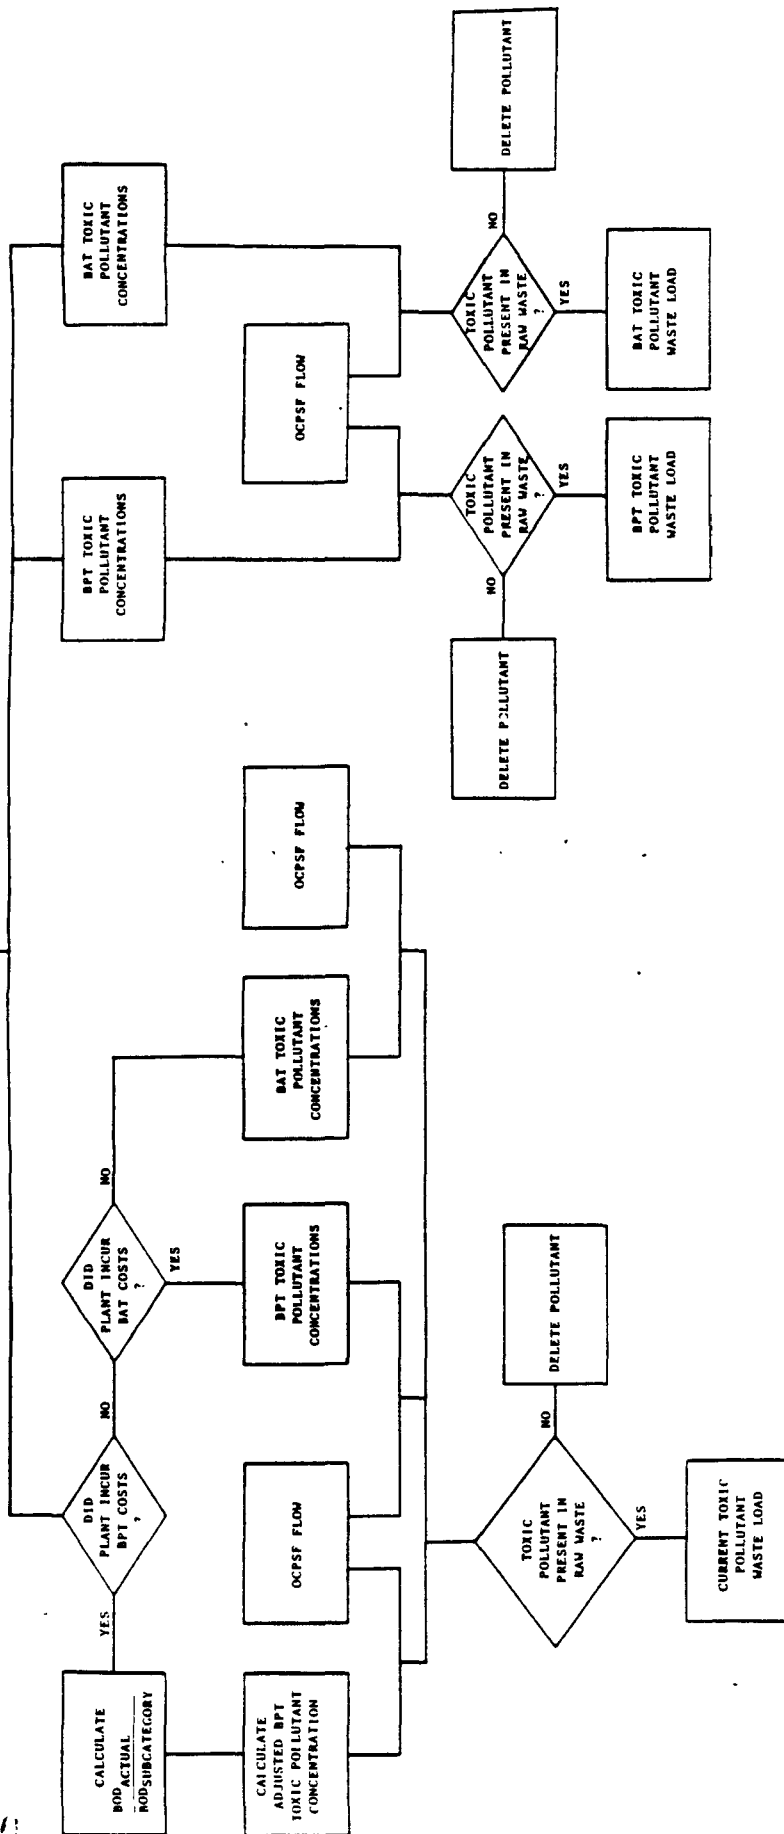 CALCULATE
BOD ACTUAL
BOD SUBCATEGORY
YES
DID
PLANT INCUR
BPT COSTS
?
NO
DID
PLANT INCUR
BAT COSTS
?
NO
YES
BPT TOXIC
POLLUTANT
CONCENTRATIONS
BAT TOXIC
POLLUTANT
CONCENTRATIONS
CALCULATE
ADJUSTED BPT
TOXIC POLLUTANT
CONCENTRATION
OCPSF FLOW
BPT TOXIC
POLLUTANT
CONCENTRATIONS
BAT TOXIC
POLLUTANT
CONCENTRATIONS
OCPSF FLOW
OCPSF FLOW
TOXIC
POLLUTANT
PRESENT IN
RAW WASTE
?
NO
YES
DELETE POLLUTANT
DELETE POLLUTANT
NO
TOXIC
POLLUTANT
PRESENT IN
RAW WASTE
?
YES
TOXIC
POLLUTANT
PRESENT IN
RAW WASTE
?
NO
YES
DELETE POLLUTANT
CURRENT TOXIC
POLLUTANT
WASTE LOAD
BPT TOXIC
POLLUTANT
WASTE LOAD
BAT TOXIC
POLLUTANT
WASTE LOAD